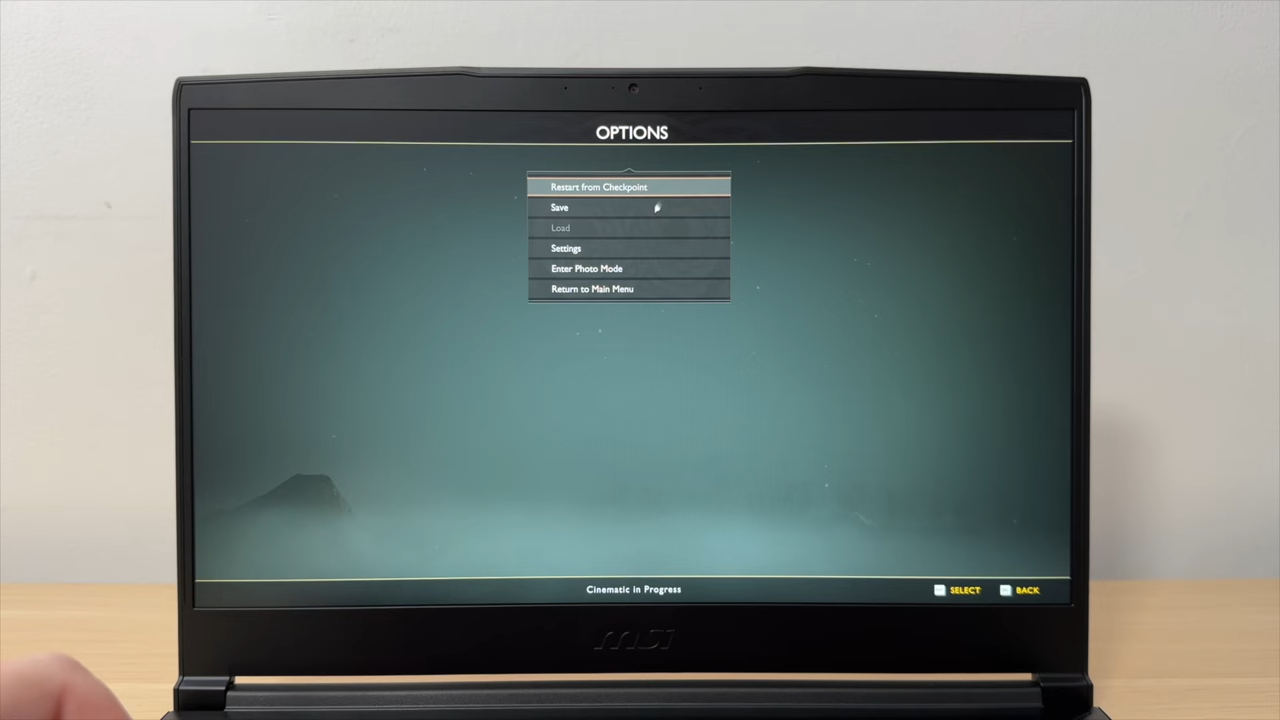 OPTIONS
Restart from Checkpoint
Save
Load
Settings
Enter Photo Mode
Return to Main Menu
Cinematic in Progress
SELECT
BACK
msi